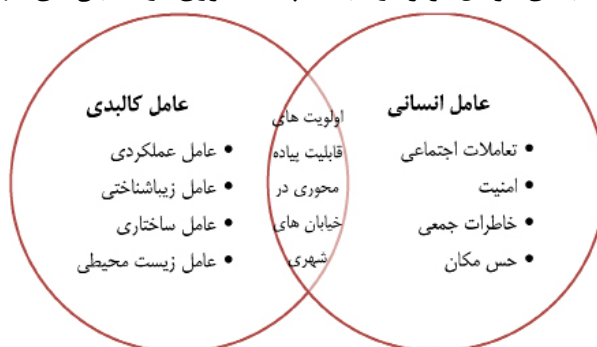 عامل انسانی
• تعاملات اجتماعی
• امنیت
• خاطرات جمعی
• حس مکان
اولویت های
قابلیت پیاده
محوری در
خیابان های
شهری
عامل کالبدی
• عامل عملکردی
• عامل زیباشناختی
• عامل ساختاری
• عامل زیست محیطی